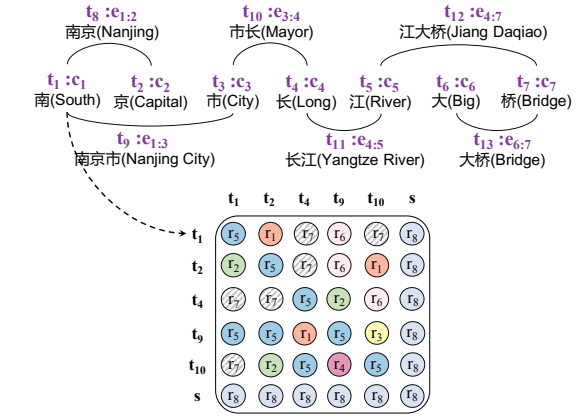 t₈ :e₁:₂ t₁₀ :e₃:₄ t₁₂ :e₄:₇
南京(Nanjing) 市长(Mayor) 江大桥(Jiang Daqiao)
t₁ :c₁ t₂ :c₂ t₃ :c₃ t₄ :c₄ t₅ :c₅ t₆ :c₆ t₇ :c₇
南(South) 京(Capital) 市(City) 长(Long) 江(River) 大(Big) 桥(Bridge)
t₉ :e₁:₃ t₁₁ :e₄:₅ t₁₃ :e₆:₇
南京市(Nanjing City) 长江(Yangtze River) 大桥(Bridge)
t₁ t₂ t₄ t₉ t₁₀ s
t₁ r₅ r₁ r₇ r₆ r₇ r₈
t₂ r₂ r₅ r₇ r₆ r₁ r₈
t₄ r₇ r₇ r₅ r₂ r₆ r₈
t₉ r₅ r₅ r₁ r₅ r₃ r₈
t₁₀ r₇ r₂ r₅ r₄ r₅ r₈
s r₈ r₈ r₈ r₈ r₈ r₈